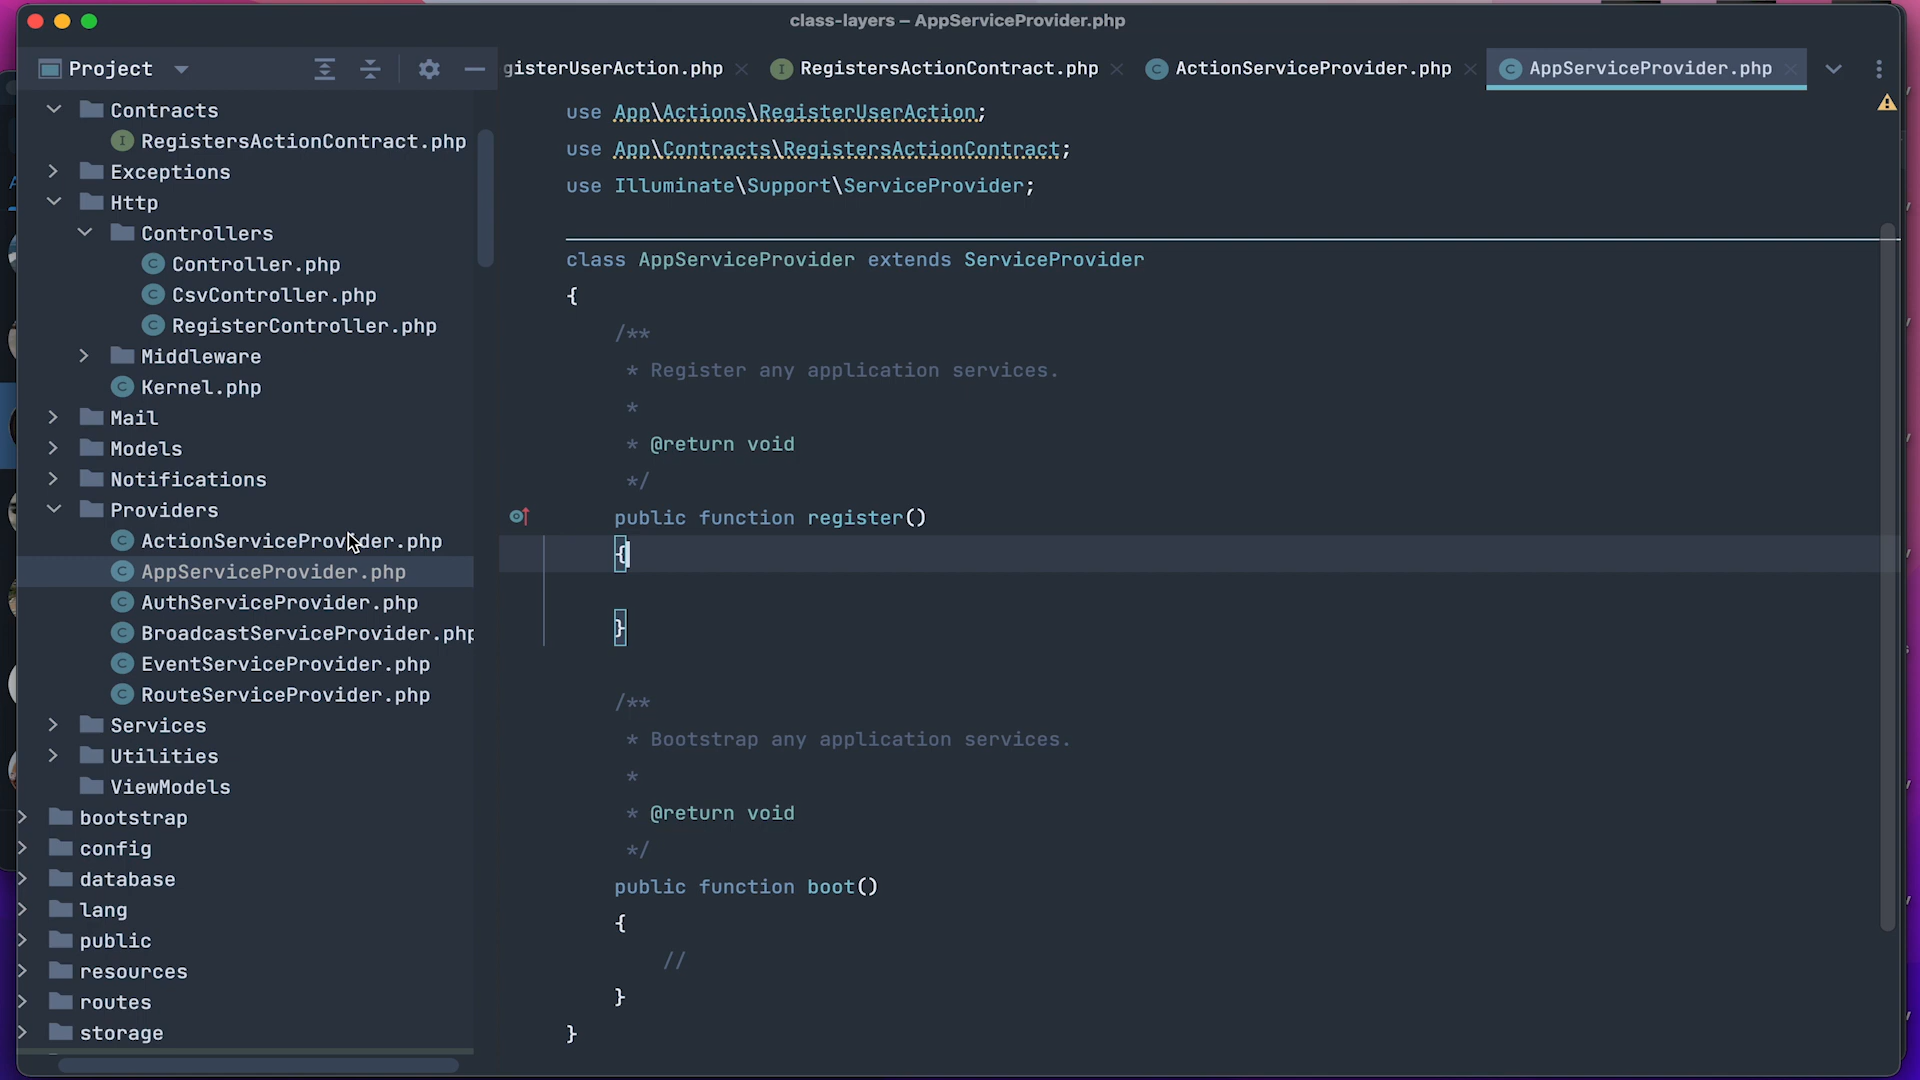 class-layers – AppServiceProvider.php
Project
gisterUserAction.php
RegistersActionContract.php
ActionServiceProvider.php
AppServiceProvider.php
Contracts
RegistersActionContract.php
Exceptions
Http
Controllers
Controller.php
CsvController.php
RegisterController.php
Middleware
Kernel.php
Mail
Models
Notifications
Providers
ActionServiceProvider.php
AppServiceProvider.php
AuthServiceProvider.php
BroadcastServiceProvider.php
EventServiceProvider.php
RouteServiceProvider.php
Services
Utilities
ViewModels
bootstrap
config
database
lang
public
resources
routes
storage
use App\Actions\RegisterUserAction;
use App\Contracts\RegistersActionContract;
use Illuminate\Support\ServiceProvider;
class AppServiceProvider extends ServiceProvider
{
/**
* Register any application services.
*
* @return void
*/
public function register()
{
}
/**
* Bootstrap any application services.
*
* @return void
*/
public function boot()
{
//
}
}